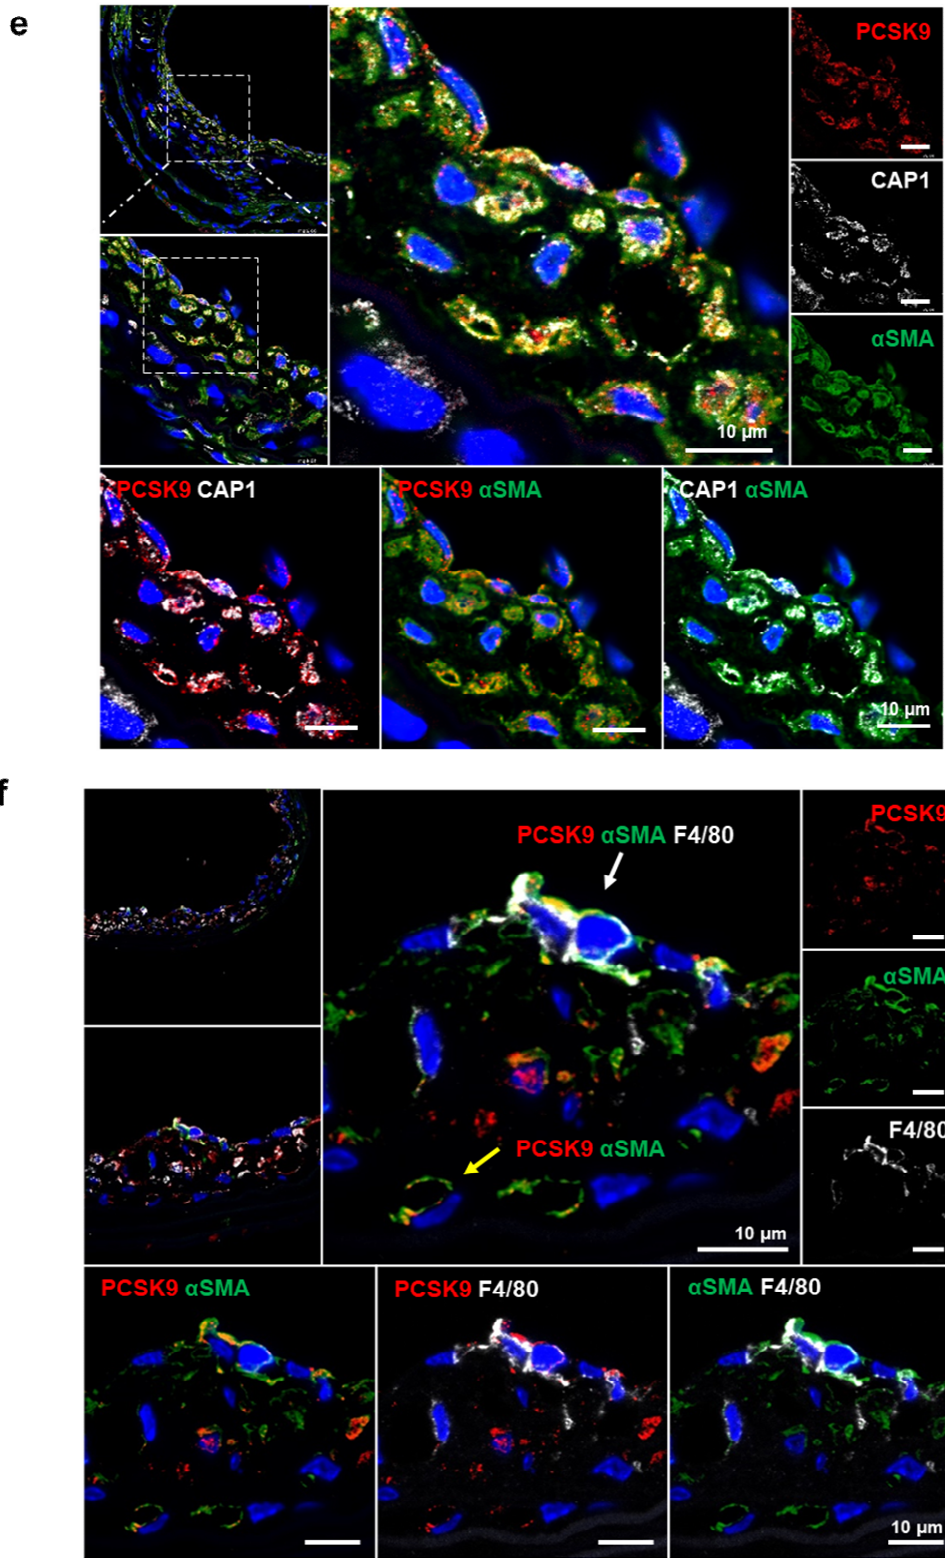 e
PCSK9
CAP1
αSMA
10 µm
PCSK9 CAP1
PCSK9 αSMA
CAP1 αSMA
10 µm
f
PCSK9 αSMA F4/80
PCSK9
αSMA
F4/80
PCSK9 αSMA
10 µm
PCSK9 αSMA
PCSK9 F4/80
αSMA F4/80
10 µm